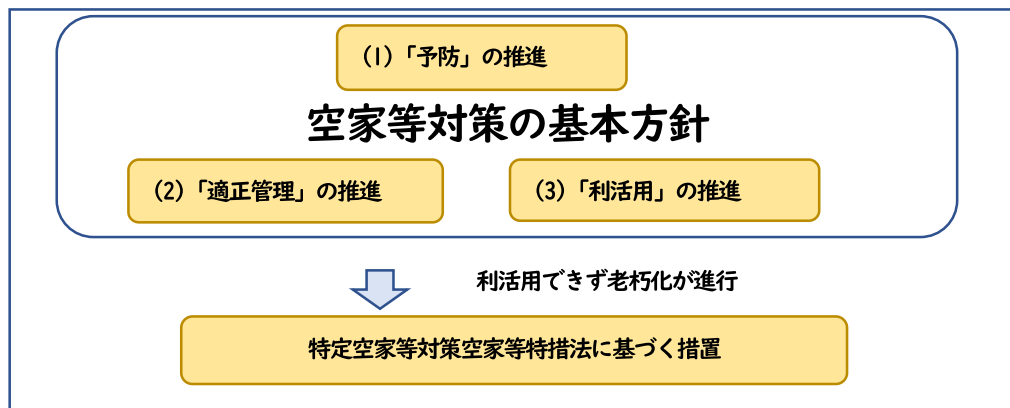 (1)「予防」の推進
空家等対策の基本方針
(2)「適正管理」の推進
(3)「利活用」の推進
利活用できず老朽化が進行
特定空家等対策空家等特措法に基づく措置